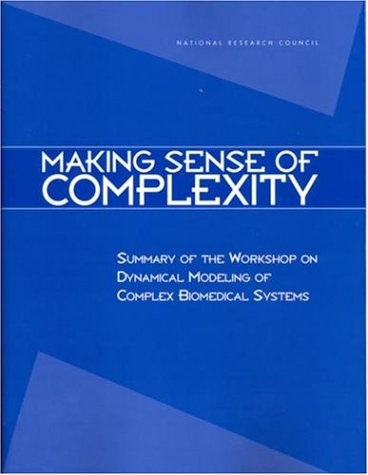 NATIONAL RESEARCH COUNCIL
MAKING SENSE OF
COMPLEXITY
SUMMARY OF THE WORKSHOP ON
DYNAMICAL MODELING OF
COMPLEX BIOMEDICAL SYSTEMS